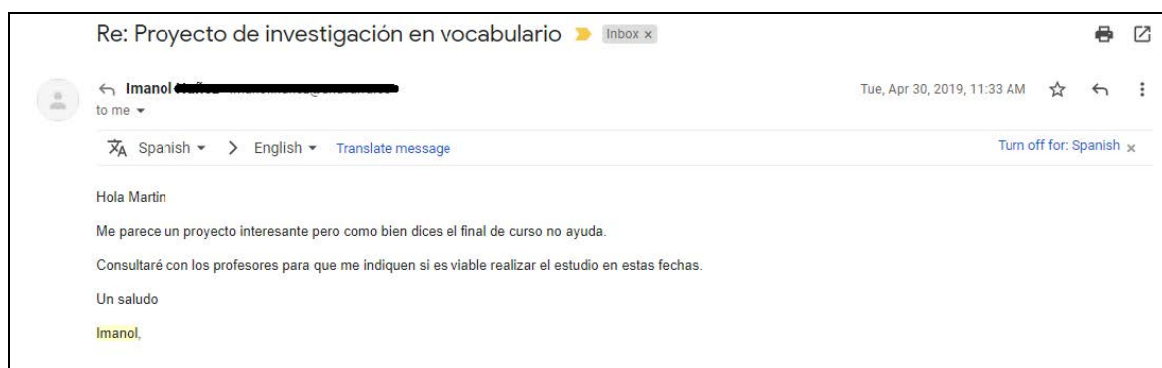 Re: Proyecto de investigación en vocabulario Inbox x
Imanol
Tue, Apr 30, 2019, 11:33 AM
to me
Spanish > English Translate message Turn off for: Spanish x
Hola Martin
Me parece un proyecto interesante pero como bien dices el final de curso no ayuda.
Consultaré con los profesores para que me indiquen si es viable realizar el estudio en estas fechas.
Un saludo
Imanol,